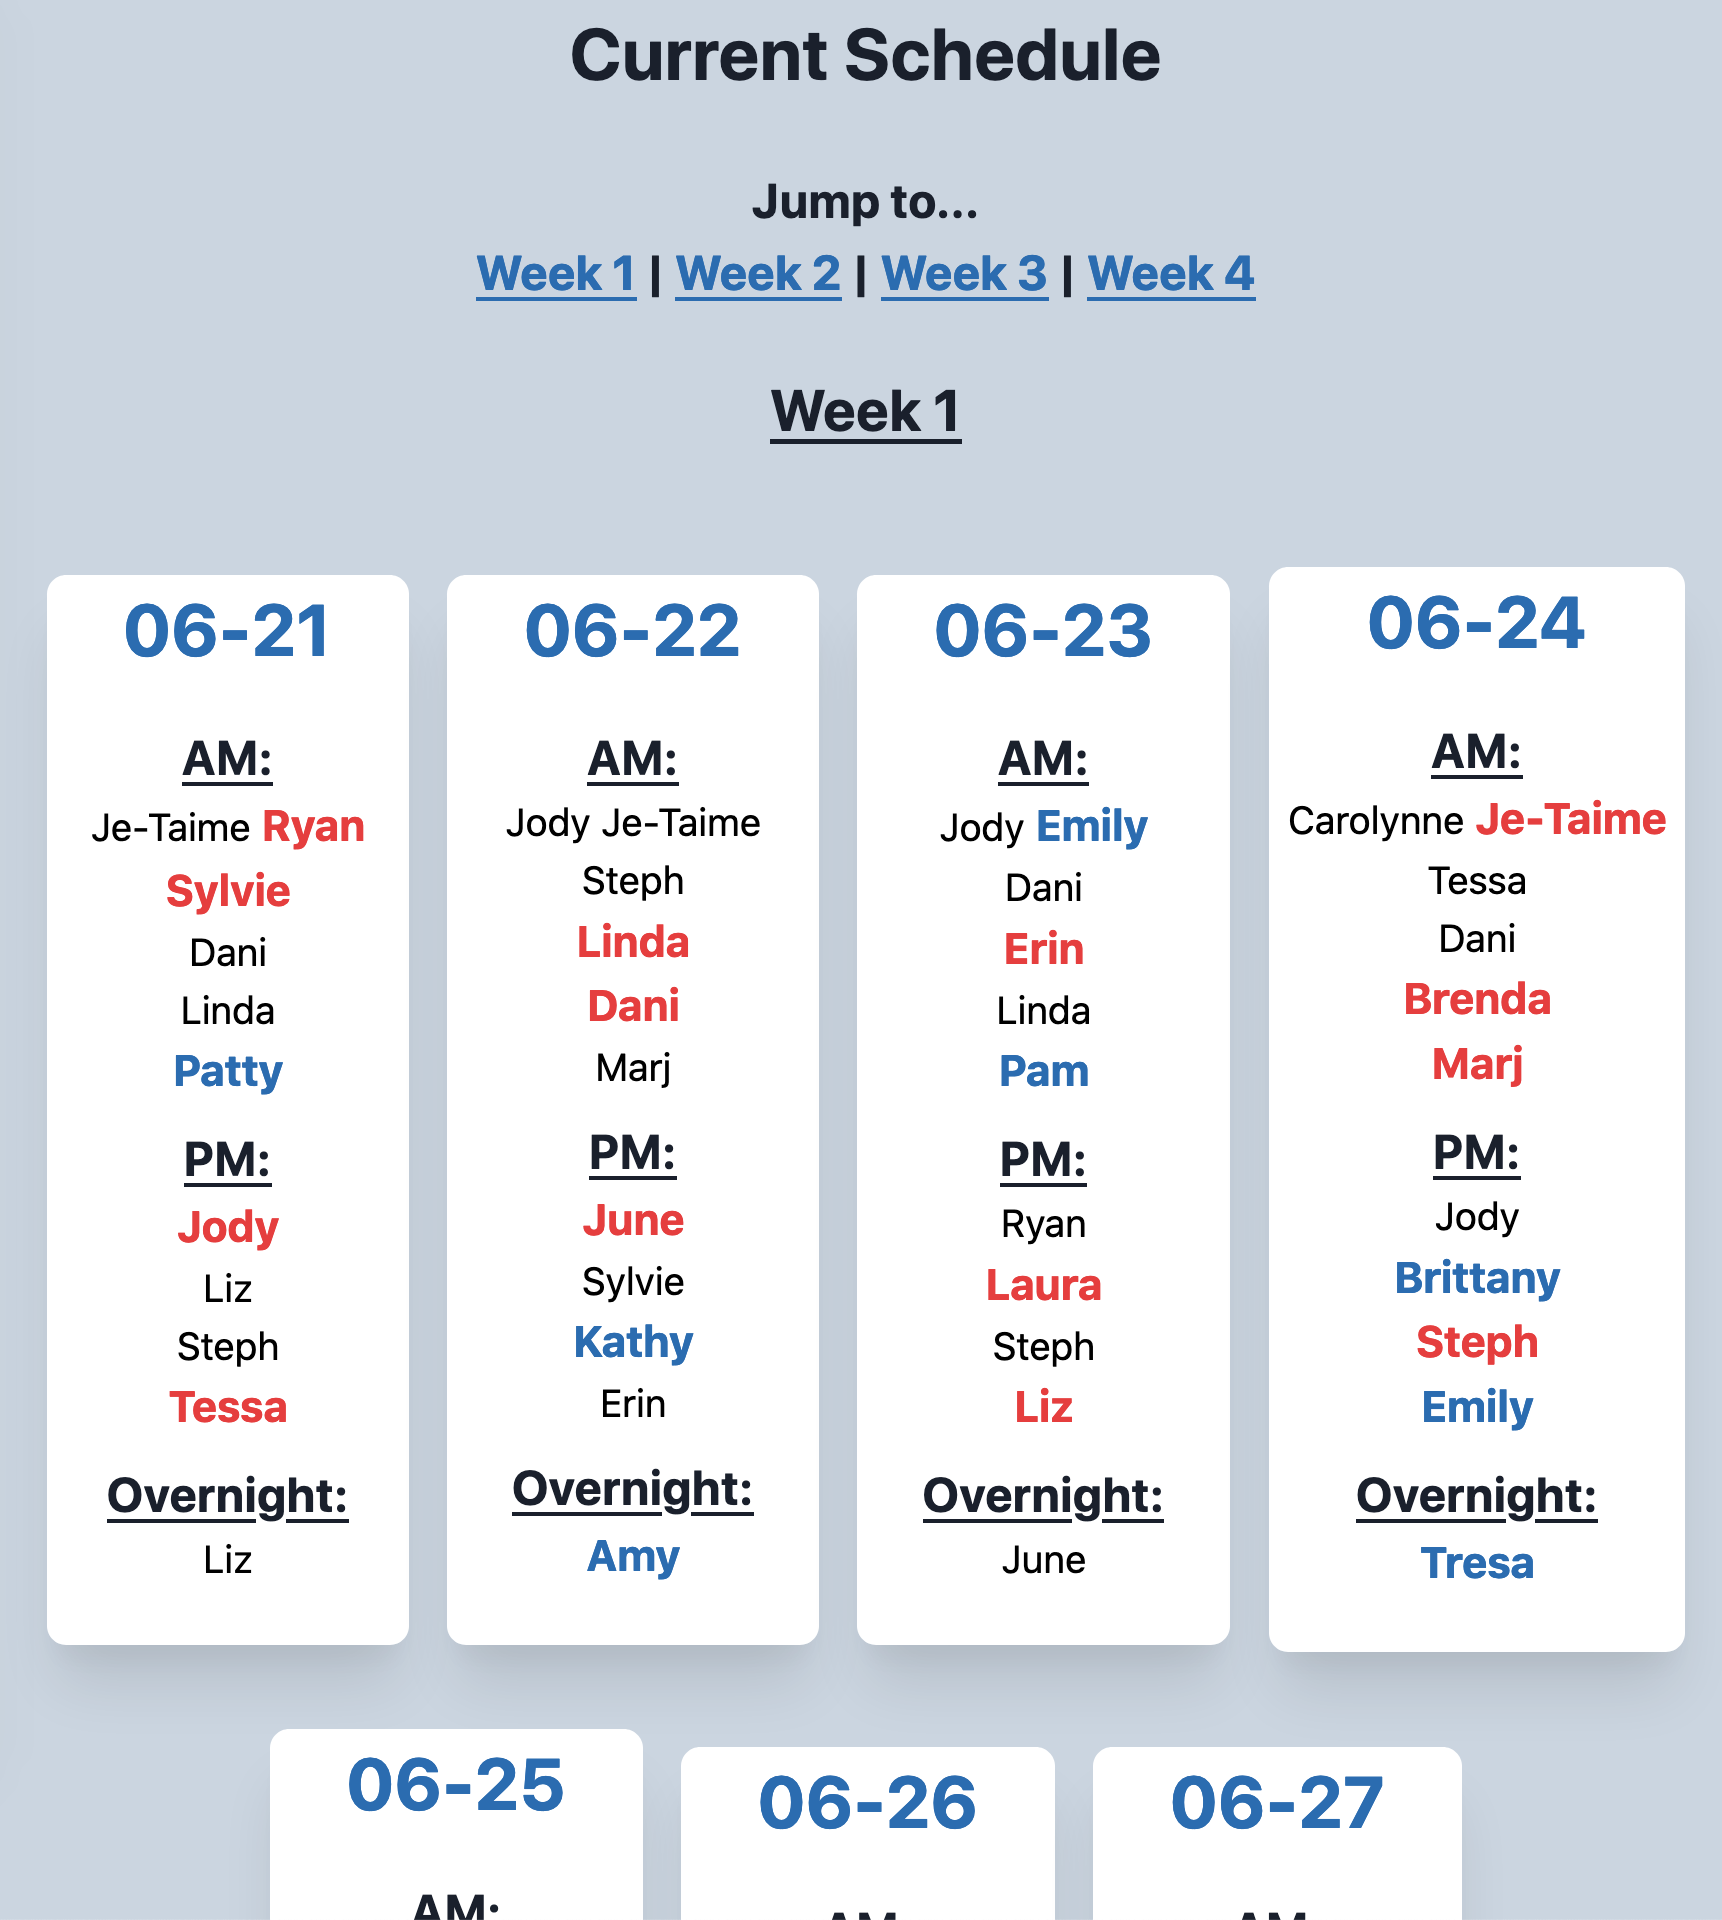 Current Schedule
Jump to...
Week 1 | Week 2 | Week 3 | Week 4
Week 1
06-21
AM:
Je-Taime Ryan
Sylvie
Dani
Linda
Patty
PM:
Jody
Liz
Steph
Tessa
Overnight:
Liz
06-22
AM:
Jody Je-Taime
Steph
Linda
Dani
Marj
PM:
June
Sylvie
Kathy
Erin
Overnight:
Amy
06-23
AM:
Jody Emily
Dani
Erin
Linda
Pam
PM:
Ryan
Laura
Steph
Liz
Overnight:
June
06-24
AM:
Carolynne Je-Taime
Tessa
Dani
Brenda
Marj
PM:
Jody
Brittany
Steph
Emily
Overnight:
Tresa
06-25
AM:
06-26
AM
06-27
AM